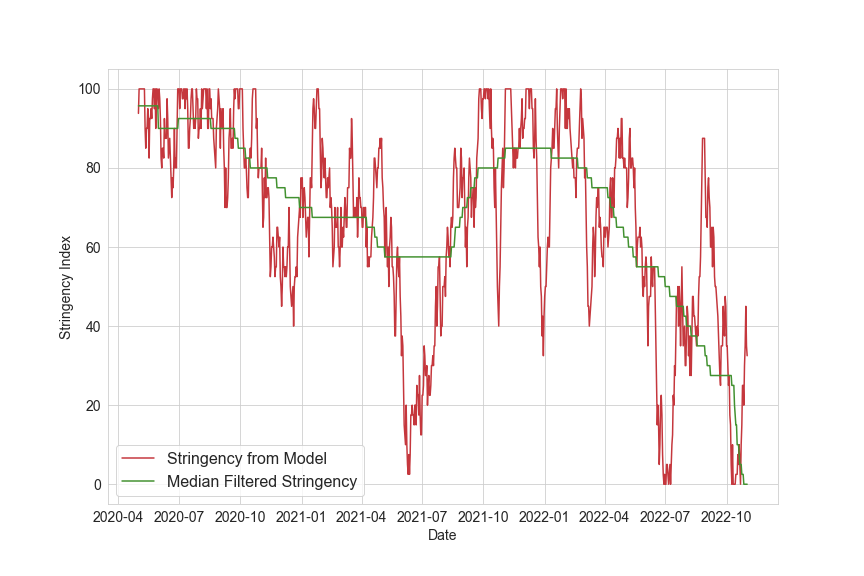 100
80
60
40
20
0
Stringency Index
Stringency from Model
Median Filtered Stringency
2020-04 2020-07 2020-10 2021-01 2021-04 2021-07 2021-10 2022-01 2022-04 2022-07 2022-10
Date